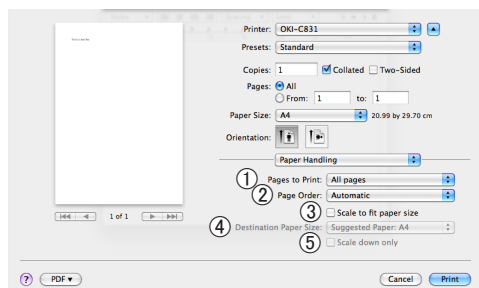 Printer: OKI-C831
Presets: Standard
Copies: 1 Collated Two-Sided
Pages: All
From: 1 to: 1
Paper Size: A4 20.99 by 29.70 cm
Orientation:
Paper Handling
① Pages to Print: All pages
② Page Order: Automatic
③ Scale to fit paper size
④ Destination Paper Size: Suggested Paper: A4
⑤ Scale down only
1 of 1
? PDF▾ Cancel Print